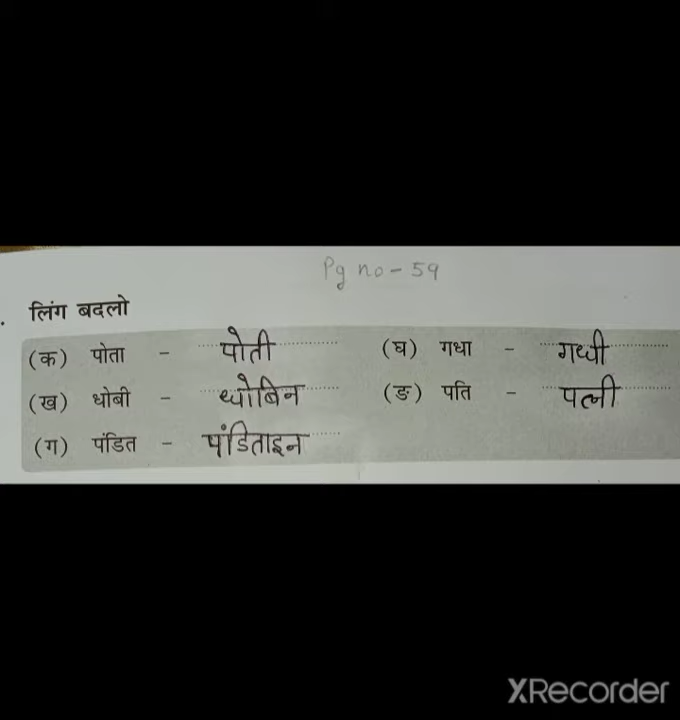 Pg no - 59
लिंग बदलो
(क) पोता - पोती (घ) गधा - गधी
(ख) धोबी - धोबिन (ङ) पति - पत्नी
(ग) पंडित - पंडिताइन
XRecorder